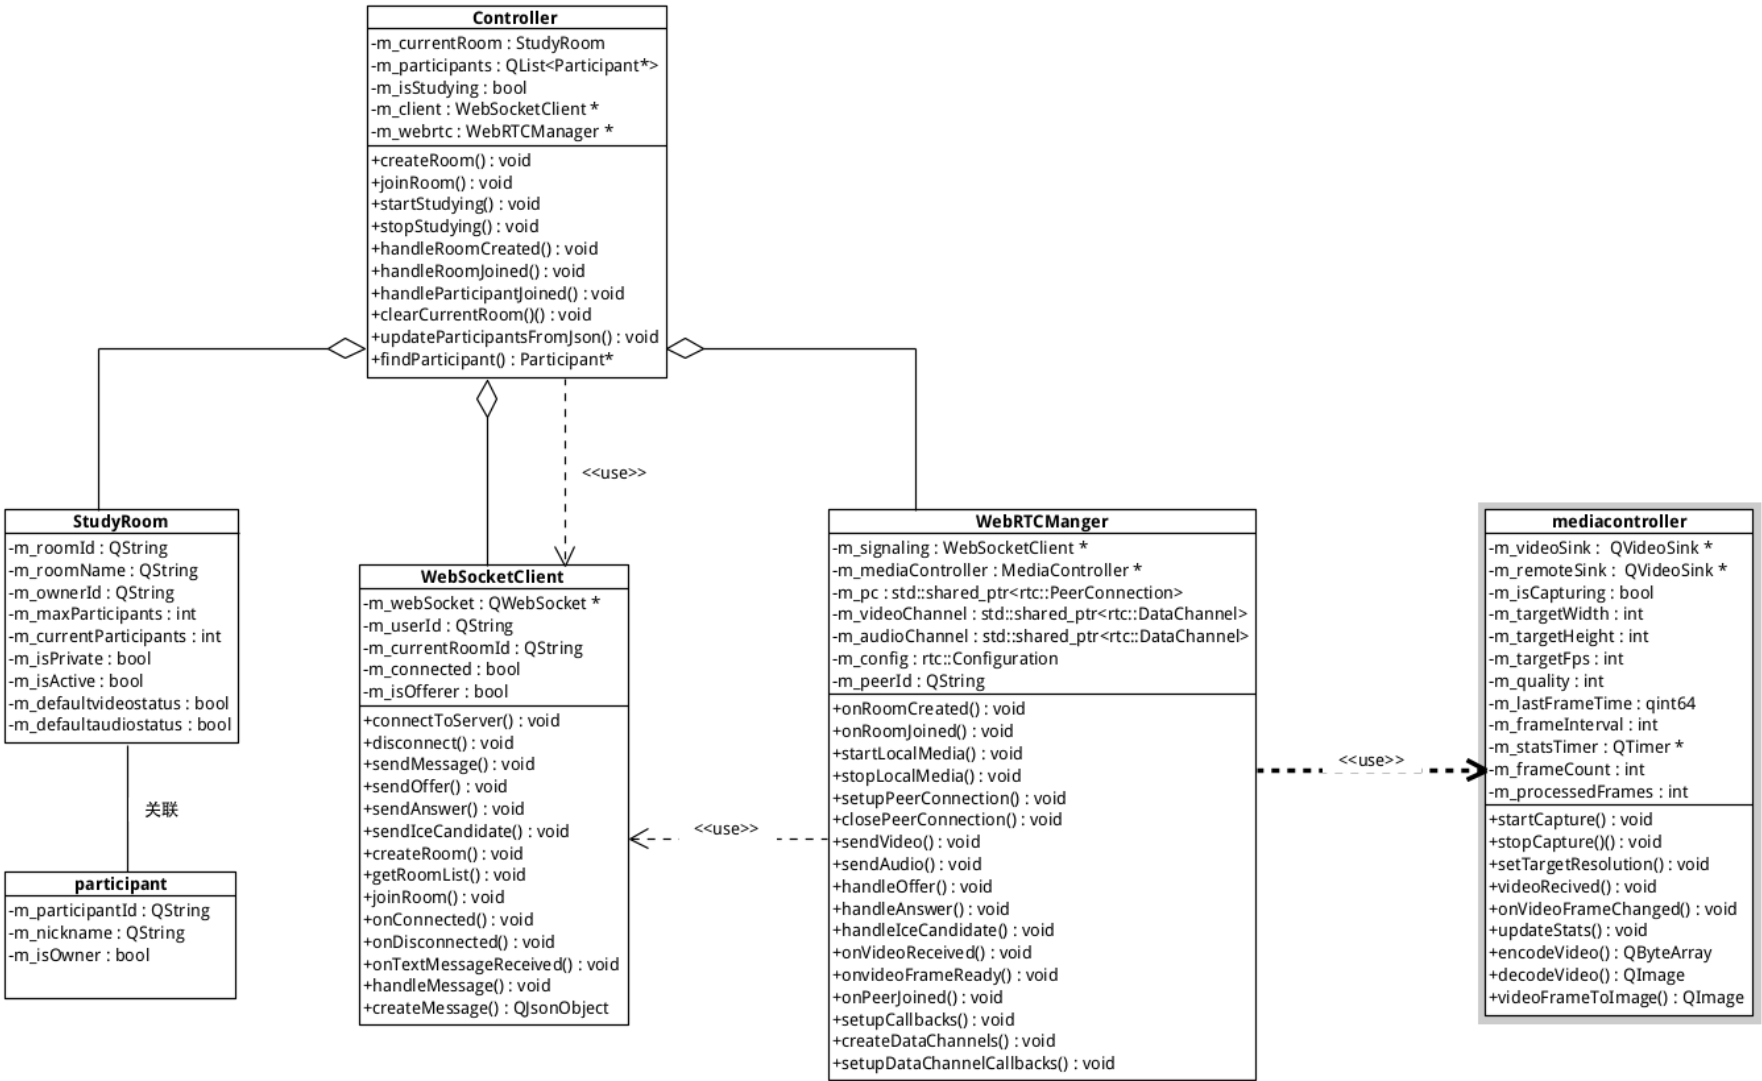 Controller
-m_currentRoom : StudyRoom
-m_participants : QList<Participant*>
-m_isStudying : bool
-m_client : WebSocketClient *
-m_webrtc : WebRTCManager *
+createRoom() : void
+joinRoom() : void
+startStudying() : void
+stopStudying() : void
+handleRoomCreated() : void
+handleRoomJoined() : void
+handleParticipantJoined() : void
+clearCurrentRoom()() : void
+updateParticipantsFromJson() : void
+findParticipant() : Participant*
<<use>>
StudyRoom
-m_roomId : QString
-m_roomName : QString
-m_ownerId : QString
-m_maxParticipants : int
-m_currentParticipants : int
-m_isPrivate : bool
-m_isActive : bool
-m_defaultvideostatus : bool
-m_defaultaudiostatus : bool
关联
participant
-m_participantId : QString
-m_nickname : QString
-m_isOwner : bool
WebSocketClient
-m_webSocket : QWebSocket *
-m_userId : QString
-m_currentRoomId : QString
-m_connected : bool
-m_isOfferer : bool
+connectToServer() : void
+disconnect() : void
+sendMessage() : void
+sendOffer() : void
+sendAnswer() : void
+sendIceCandidate() : void
+createRoom() : void
+getRoomList() : void
+joinRoom() : void
+onConnected() : void
+onDisconnected() : void
+onTextMessageReceived() : void
+handleMessage() : void
+createMessage() : QJsonObject
<<use>>
WebRTCManger
-m_signaling : WebSocketClient *
-m_mediaController : MediaController *
-m_pc : std::shared_ptr<rtc::PeerConnection>
-m_videoChannel : std::shared_ptr<rtc::DataChannel>
-m_audioChannel : std::shared_ptr<rtc::DataChannel>
-m_config : rtc::Configuration
-m_peerId : QString
+onRoomCreated() : void
+onRoomJoined() : void
+startLocalMedia() : void
+stopLocalMedia() : void
+setupPeerConnection() : void
+closePeerConnection() : void
+sendVideo() : void
+sendAudio() : void
+handleOffer() : void
+handleAnswer() : void
+handleIceCandidate() : void
+onVideoReceived() : void
+onvideoFrameReady() : void
+onPeerJoined() : void
+setupCallbacks() : void
+createDataChannels() : void
+setupDataChannelCallbacks() : void
<<use>>
mediacontroller
-m_videoSink :  QVideoSink *
-m_remoteSink :  QVideoSink *
-m_isCapturing : bool
-m_targetWidth : int
-m_targetHeight : int
-m_targetFps : int
-m_quality : int
-m_lastFrameTime : qint64
-m_frameInterval : int
-m_statsTimer : QTimer *
-m_frameCount : int
-m_processedFrames : int
+startCapture() : void
+stopCapture()() : void
+setTargetResolution() : void
+videoRecived() : void
+onVideoFrameChanged() : void
+updateStats() : void
+encodeVideo() : QByteArray
+decodeVideo() : QImage
+videoFrameToImage() : QImage